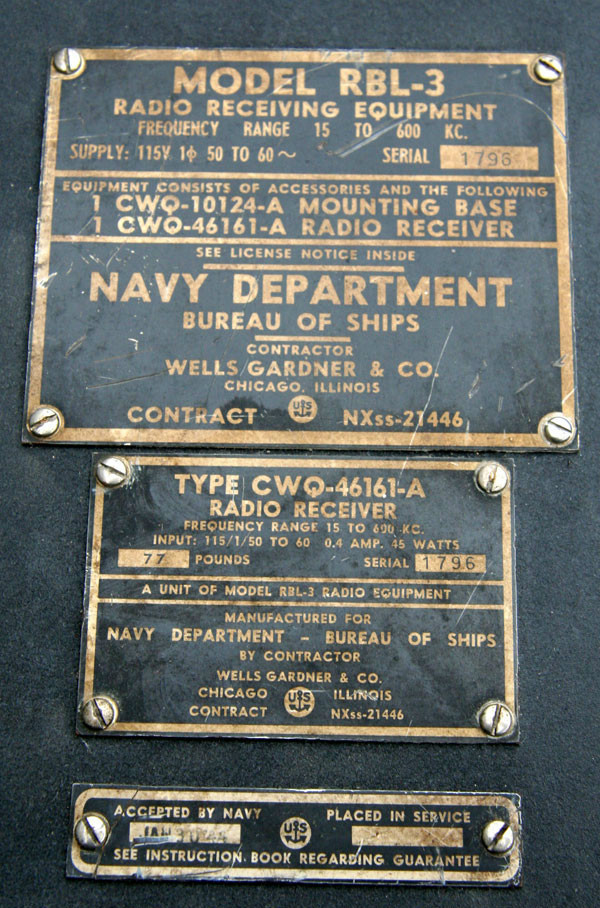 MODEL RBL-3
RADIO RECEIVING EQUIPMENT
FREQUENCY RANGE 15 TO 600 KC.
SUPPLY: 115V. 1ϕ 50 TO 60 ~ SERIAL 1796
EQUIPMENT CONSISTS OF ACCESSORIES AND THE FOLLOWING
1 CWQ-10124-A MOUNTING BASE
1 CWQ-46161-A RADIO RECEIVER
SEE LICENSE NOTICE INSIDE
NAVY DEPARTMENT
BUREAU OF SHIPS
CONTRACTOR
WELLS GARDNER & CO.
CHICAGO, ILLINOIS
CONTRACT US NXss-21446
TYPE CWQ-46161-A
RADIO RECEIVER
FREQUENCY RANGE 15 TO 600 KC.
INPUT: 115/1/50 TO 60 0.4 AMP. 45 WATTS
77 POUNDS SERIAL 1796
A UNIT OF MODEL RBL-3 RADIO EQUIPMENT
MANUFACTURED FOR
NAVY DEPARTMENT - BUREAU OF SHIPS
BY CONTRACTOR
WELLS GARDNER & CO.
CHICAGO US ILLINOIS
CONTRACT NXss-21446
ACCEPTED BY NAVY PLACED IN SERVICE
JAN US
SEE INSTRUCTION BOOK REGARDING GUARANTEE